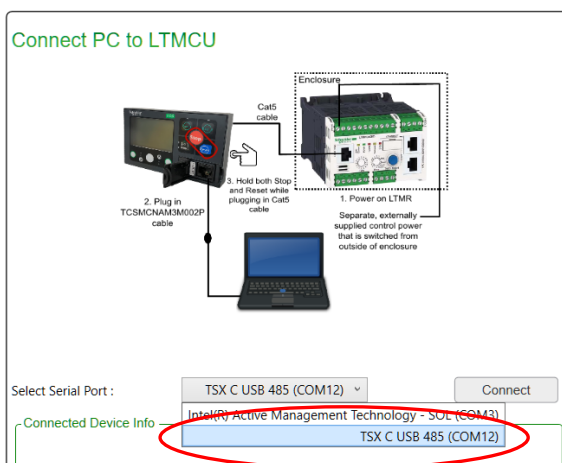 Connect PC to LTMCU
Enclosure
Cat5
cable
3. Hold both Stop
and Reset while
plugging in Cat5
cable
2. Plug in
TCSMCNAM3M002P
cable
1. Power on LTMR
Separate, externally
supplied control power
that is switched from
outside of enclosure
Select Serial Port :
TSX C USB 485 (COM12)
Connect
Connected Device Info
Intel(R) Active Management Technology - SOL (COM3)
TSX C USB 485 (COM12)